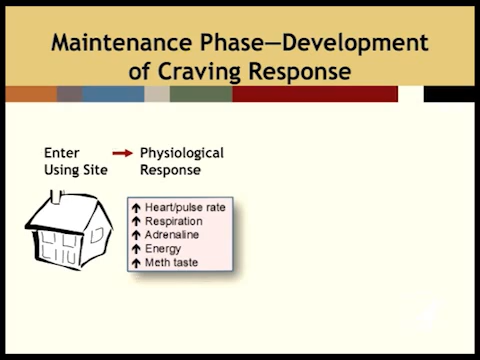 Maintenance Phase—Development
of Craving Response
Enter
Using Site
Physiological
Response
Heart/pulse rate
Respiration
Adrenaline
Energy
Meth taste